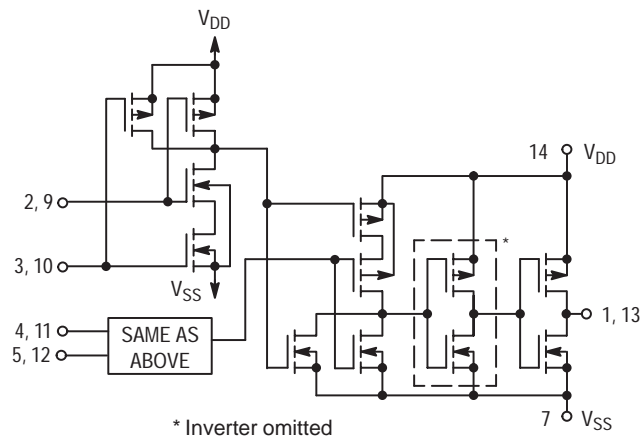 VDD
14 VDD
2, 9
*
3, 10
VSS
1, 13
4, 11
5, 12
SAME AS
ABOVE
7 VSS
* Inverter omitted